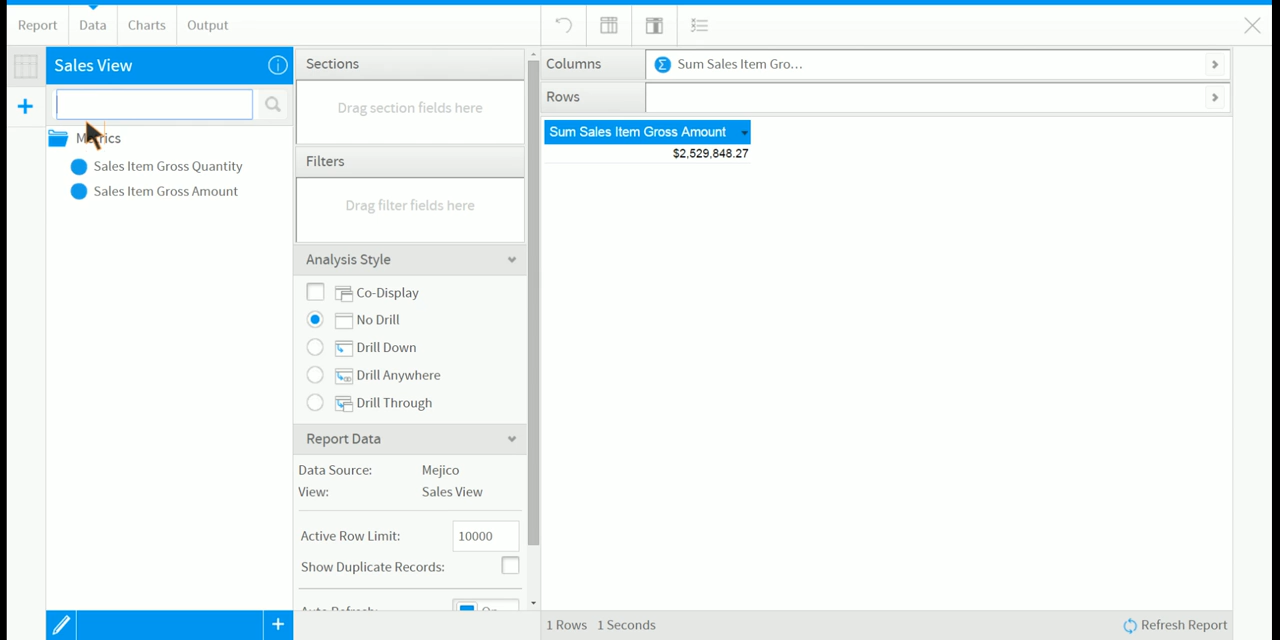 Report
Data
Charts
Output
Sales View
Sections
Columns
Sum Sales Item Gro...
Drag section fields here
Rows
Metrics
Sum Sales Item Gross Amount
$2,529,848.27
Sales Item Gross Quantity
Sales Item Gross Amount
Filters
Drag filter fields here
Analysis Style
Co-Display
No Drill
Drill Down
Drill Anywhere
Drill Through
Report Data
Data Source: Mejico
View: Sales View
Active Row Limit: 10000
Show Duplicate Records:
Auto Refresh: On
1 Rows 1 Seconds
Refresh Report